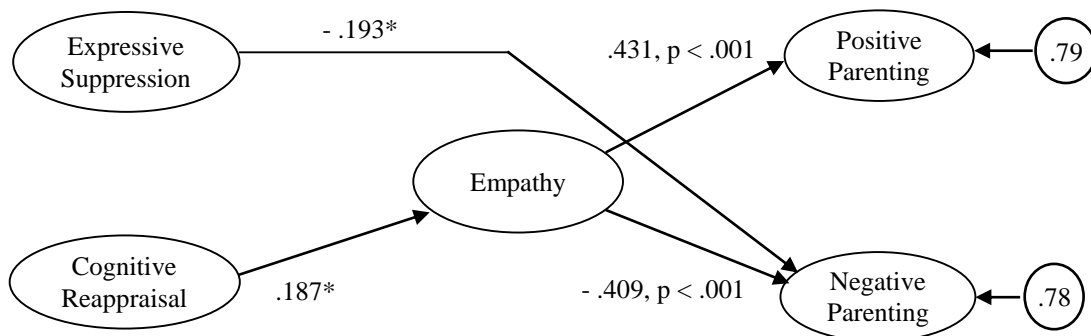 Expressive
Suppression
- .193*
.431, p < .001
Positive
Parenting
.79
Empathy
Cognitive
Reappraisal
.187*
- .409, p < .001
Negative
Parenting
.78